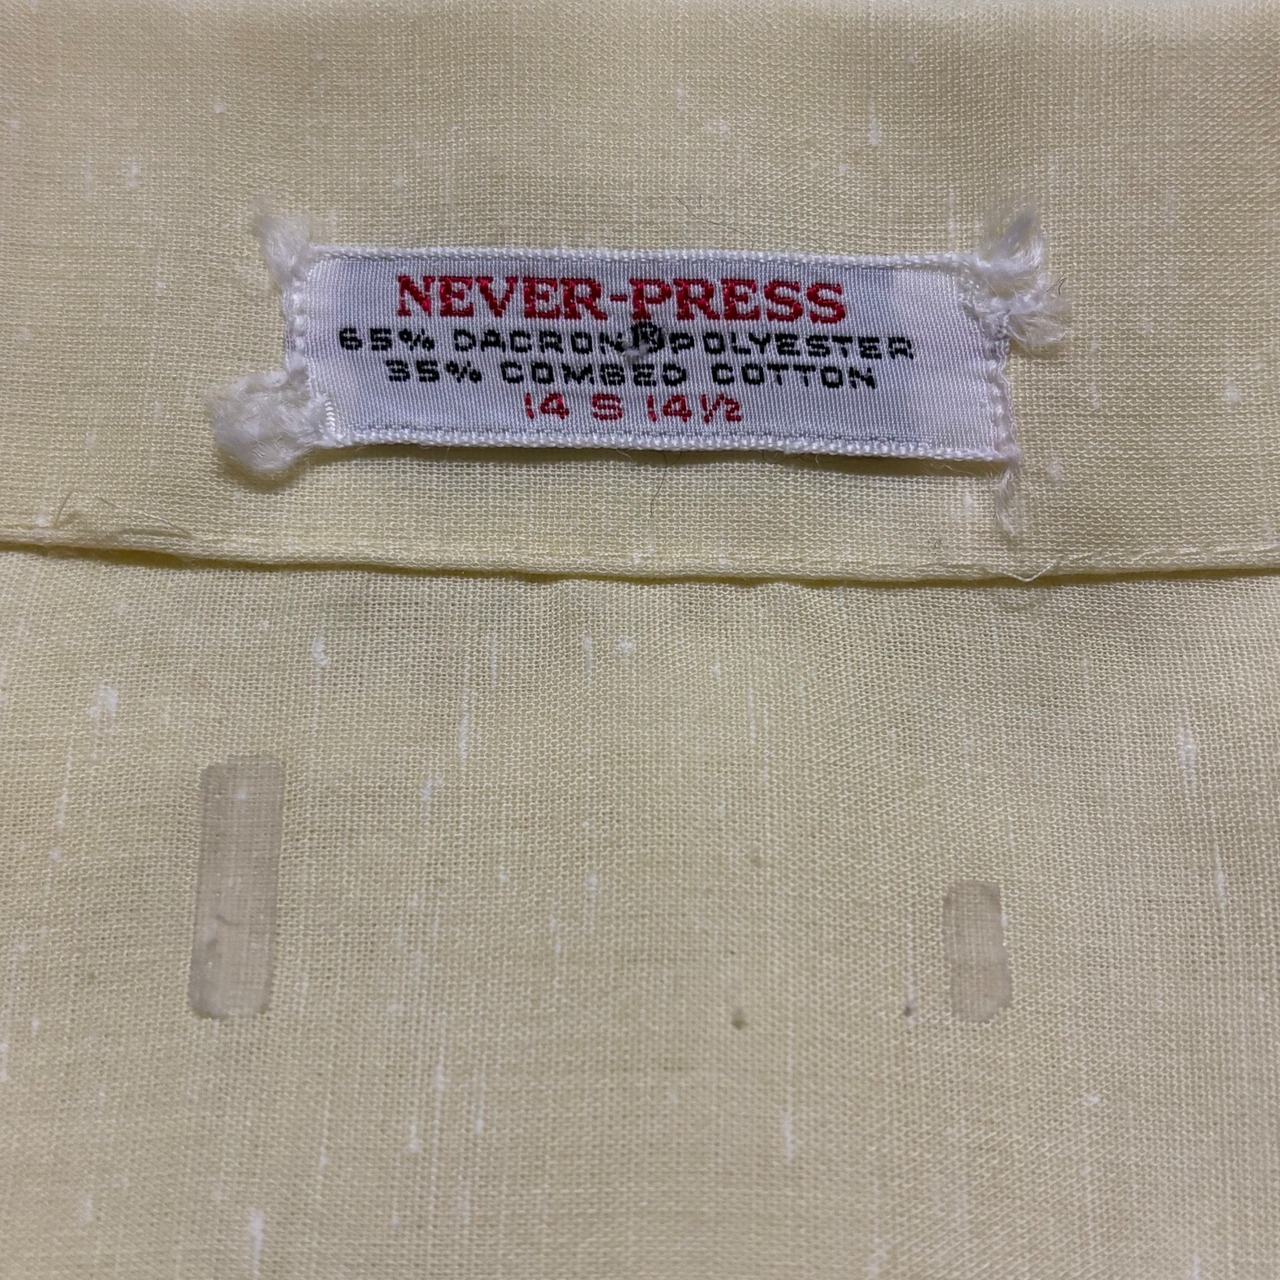 NEVER-PRESS
65% DACRON® POLYESTER
35% COMBED COTTON
14 S 14½